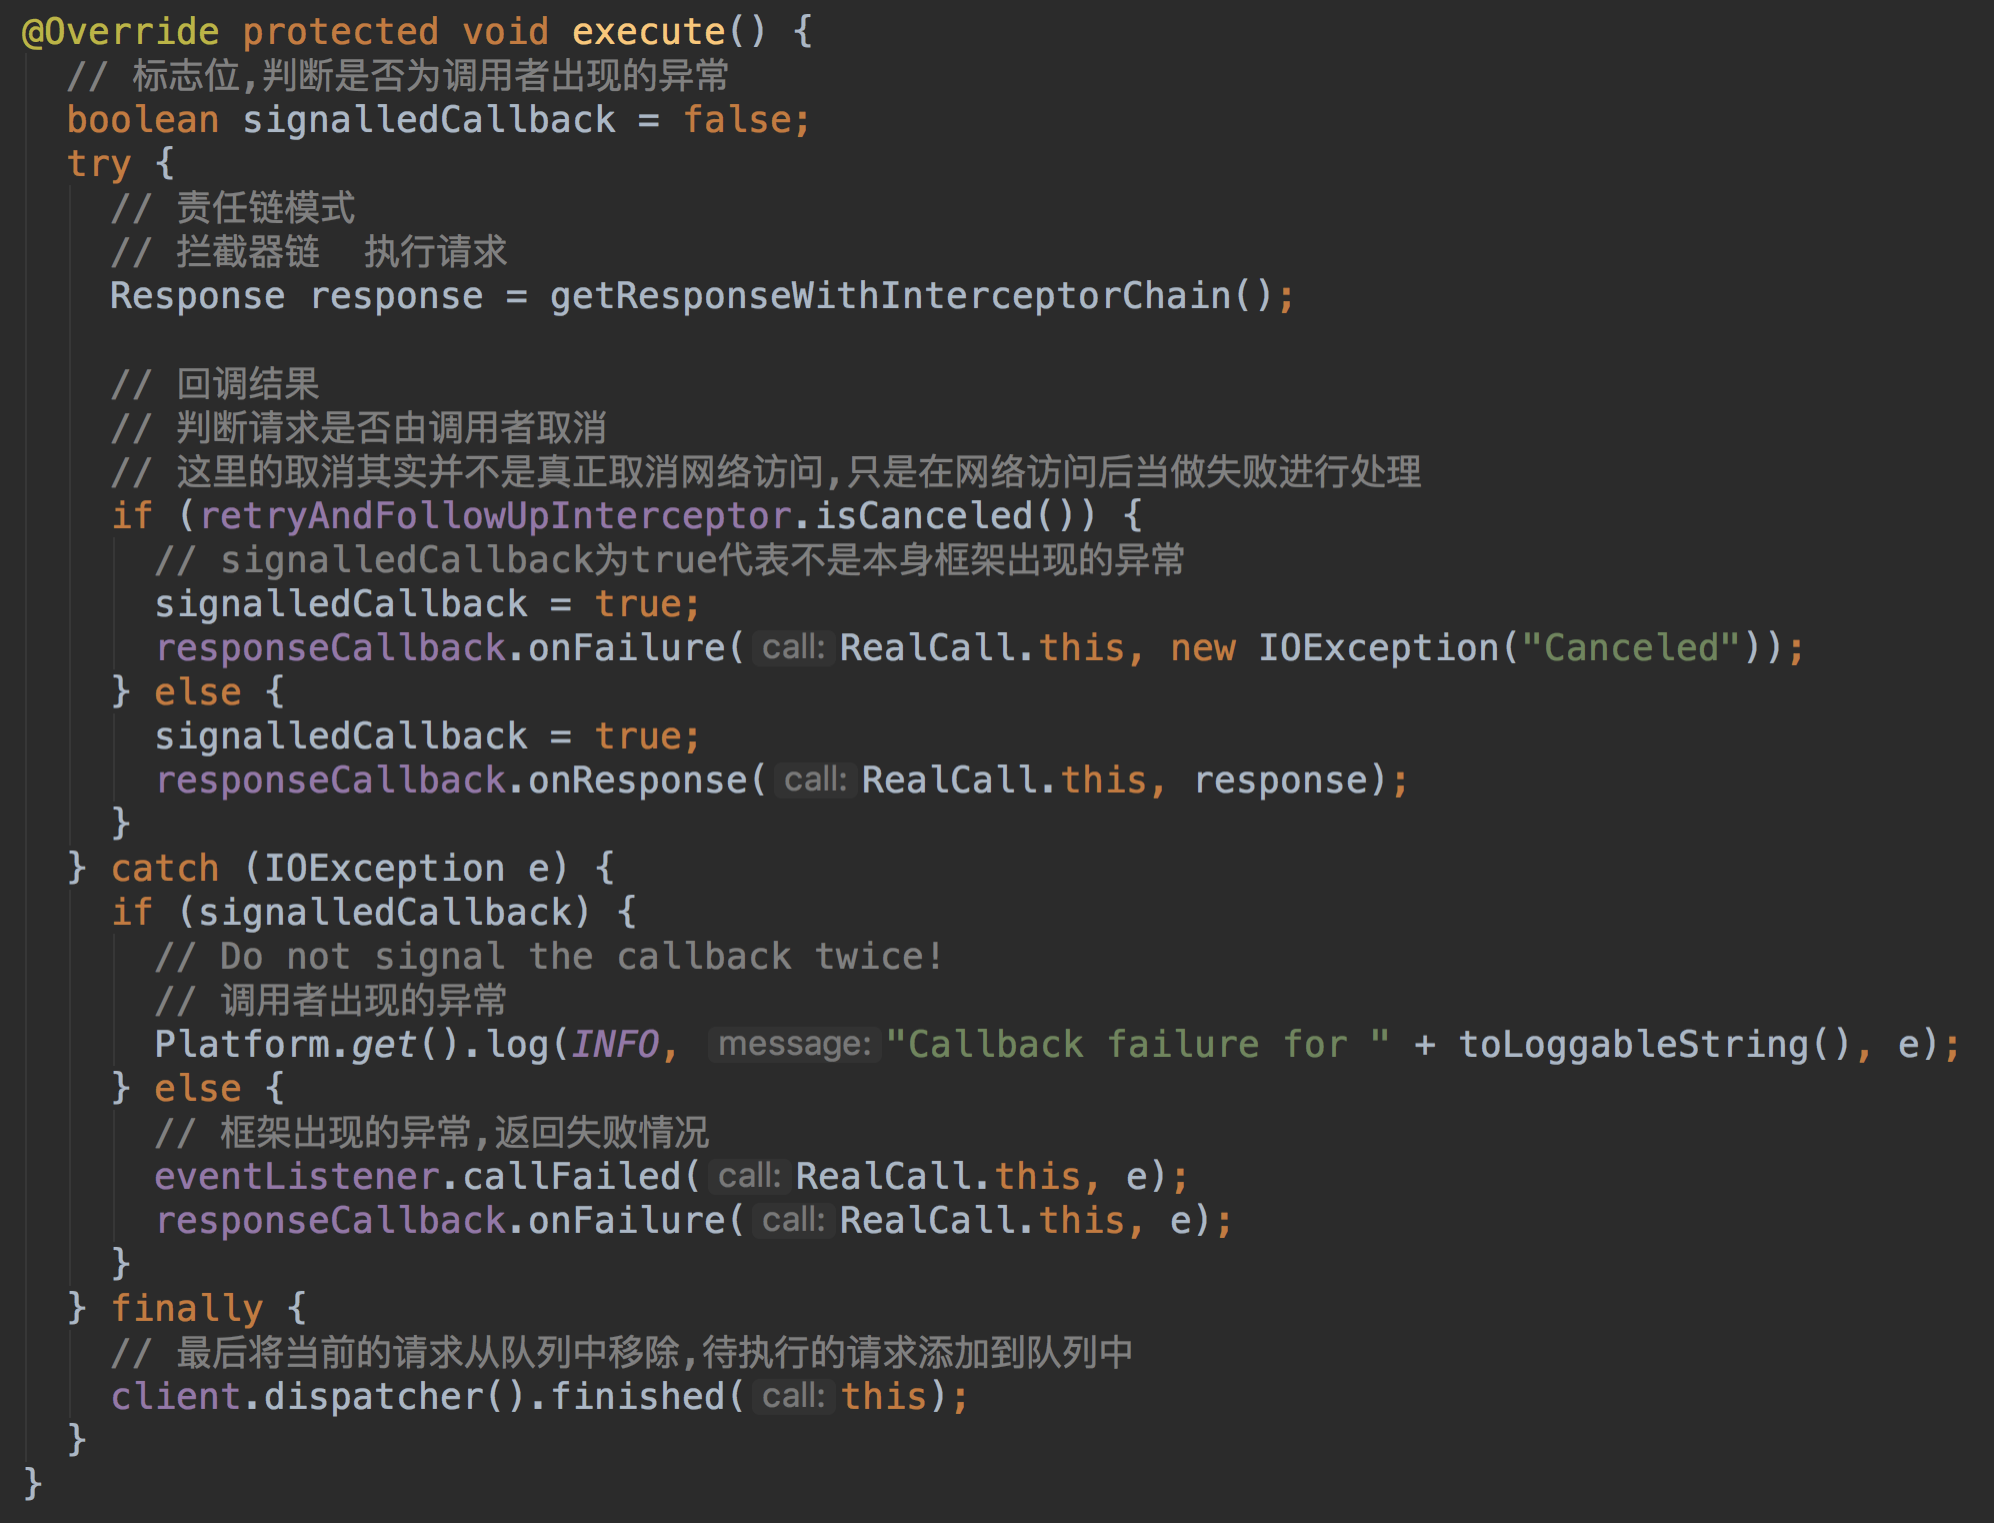 @Override protected void execute() {
// 标志位,判断是否为调用者出现的异常
boolean signalledCallback = false;
try {
// 责任链模式
// 拦截器链  执行请求
Response response = getResponseWithInterceptorChain();
// 回调结果
// 判断请求是否由调用者取消
// 这里的取消其实并不是真正取消网络访问,只是在网络访问后当做失败进行处理
if (retryAndFollowUpInterceptor.isCanceled()) {
// signalledCallback为true代表不是本身框架出现的异常
signalledCallback = true;
responseCallback.onFailure( call: RealCall.this, new IOException("Canceled"));
} else {
signalledCallback = true;
responseCallback.onResponse( call: RealCall.this, response);
}
} catch (IOException e) {
if (signalledCallback) {
// Do not signal the callback twice!
// 调用者出现的异常
Platform.get().log(INFO, message: "Callback failure for " + toLoggableString(), e);
} else {
// 框架出现的异常,返回失败情况
eventListener.callFailed( call: RealCall.this, e);
responseCallback.onFailure( call: RealCall.this, e);
}
} finally {
// 最后将当前的请求从队列中移除,待执行的请求添加到队列中
client.dispatcher().finished( call: this);
}
}